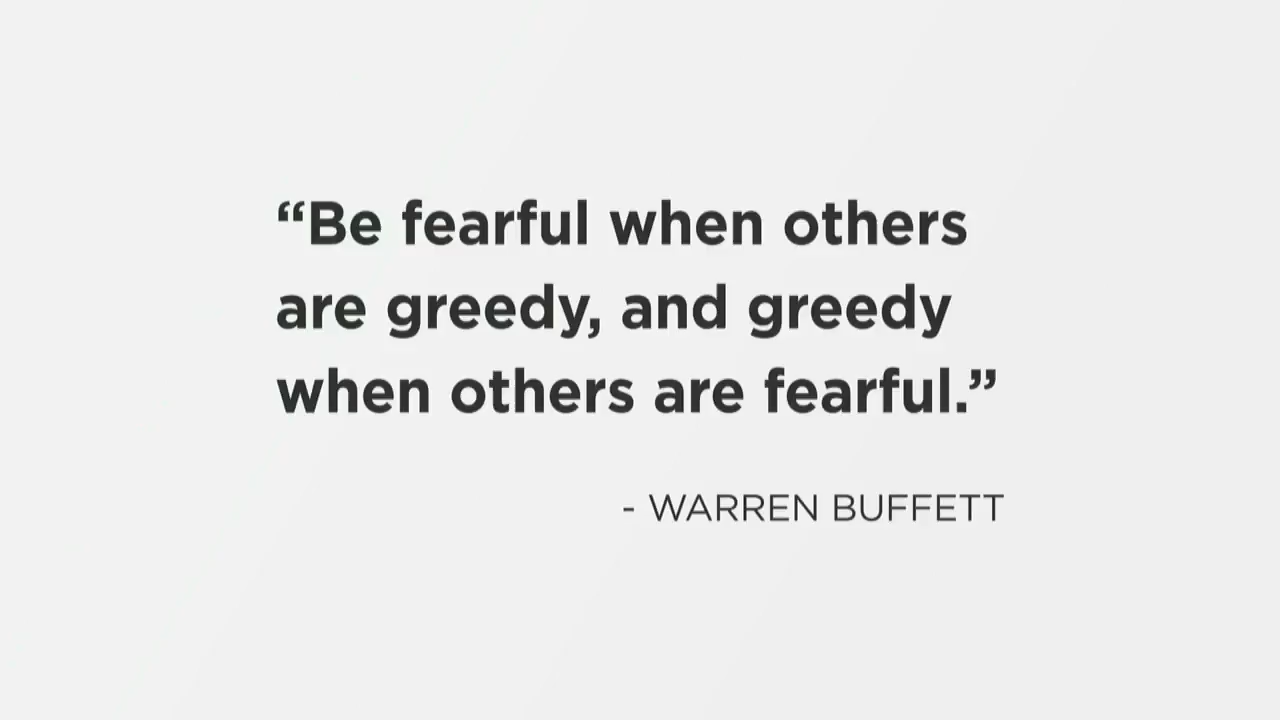 “Be fearful when others
are greedy, and greedy
when others are fearful.”
- WARREN BUFFETT